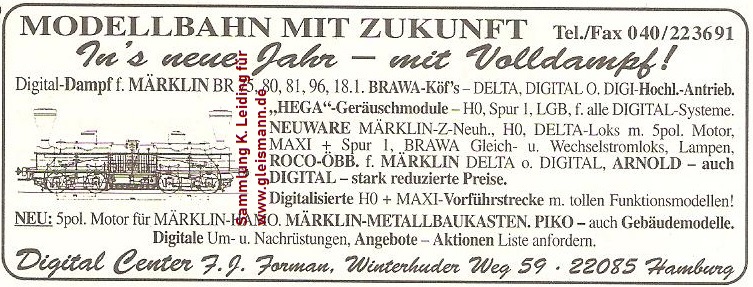 MODELLBAHN MIT ZUKUNFT Tel./Fax 040/223691
In's neue Jahr – mit Volldampf!
Digital-Dampf f. MÄRKLIN BR 75, 80, 81, 96, 18.1. BRAWA-Köf's – DELTA, DIGITAL O. DIGI-Hochl.-Antrieb.
„HEGA“-Geräuschmodule – H0, Spur 1, LGB, f. alle DIGITAL-Systeme.
NEUWARE MÄRKLIN-Z-Neuh., H0, DELTA-Loks m. 5pol. Motor,
MAXI + Spur 1, BRAWA Gleich- u. Wechselstromloks, Lampen,
ROCO-ÖBB. f. MÄRKLIN DELTA o. DIGITAL, ARNOLD – auch
DIGITAL – stark reduzierte Preise.
Digitalisierte H0 + MAXI-Vorführstrecke m. tollen Funktionsmodellen!
NEU: 5pol. Motor für MÄRKLIN-HAMO. MÄRKLIN-METALLBAUKASTEN. PIKO – auch Gebäudemodelle.
Digitale Um- u. Nachrüstungen, Angebote – Aktionen Liste anfordern.
Digital Center F.J. Forman, Winterhuder Weg 59 · 22085 Hamburg
Sammlung K. Leiding für
www.gleismann.de